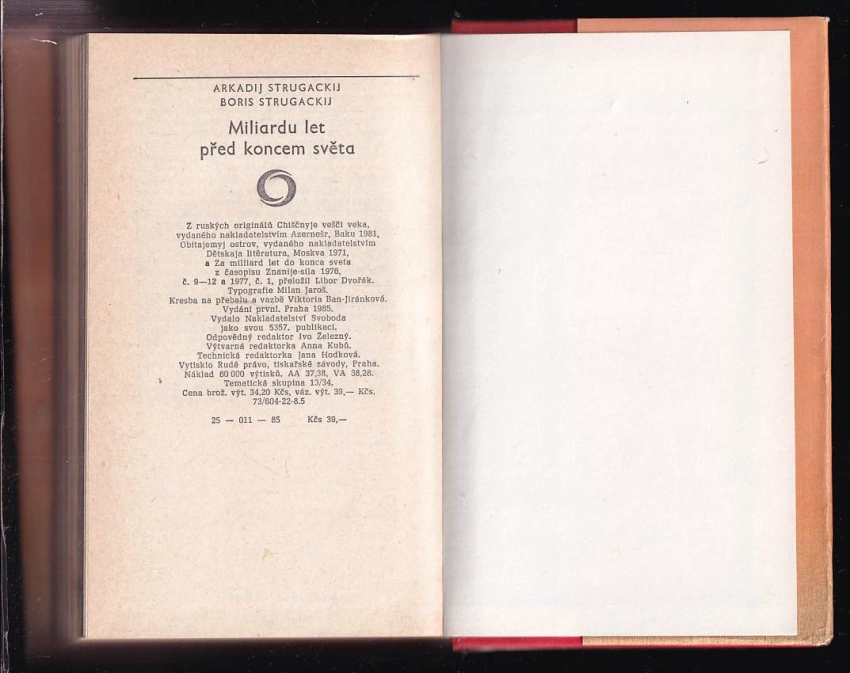 ARKADIJ STRUGACKIJ
BORIS STRUGACKIJ
Miliardu let
před koncem světa
Z ruských originálů Chiščnyje vešči veka,
vydaného nakladatelstvím Azernešr, Baku 1981,
Obitajemyj ostrov, vydaného nakladatelstvím
Dětskaja litěratura, Moskva 1971,
a Za milliard let do konca sveta
z časopisu Znanije-sila 1976,
č. 9—12 a 1977, č. 1, přeložil Libor Dvořák.
Typografie Milan Jaroš.
Kresba na přebalu a vazbě Viktoria Ban-Jiránková.
Vydání první. Praha 1985.
Vydalo Nakladatelství Svoboda
jako svou 5357. publikaci.
Odpovědný redaktor Ivo Železný.
Výtvarná redaktorka Anna Kubů.
Technická redaktorka Jana Hodková.
Vytisklo Rudé právo, tiskařské závody, Praha.
Náklad 60 000 výtisků. AA 37,38, VA 38,28.
Tematická skupina 13/34.
Cena brož. výt. 34,20 Kčs, váz. výt. 39,— Kčs.
73/604-22-8.5
25 — 011 — 85 Kčs 39,—